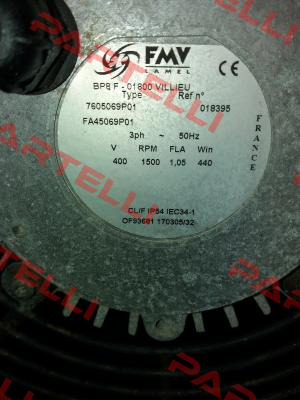 FMV
LAMEL
CE
BP8 F - 01800 VILLIEU
Type Ref n°
7605069P01 018395
FA45069P01
3ph ~ 50Hz
V RPM FLA Win
400 1500 1,05 440
CL/F IP54 IEC34-1
OF93681 170305/32
FRANCE
PARTELLI
PARTELLI
PARTELLI
PARTELLI